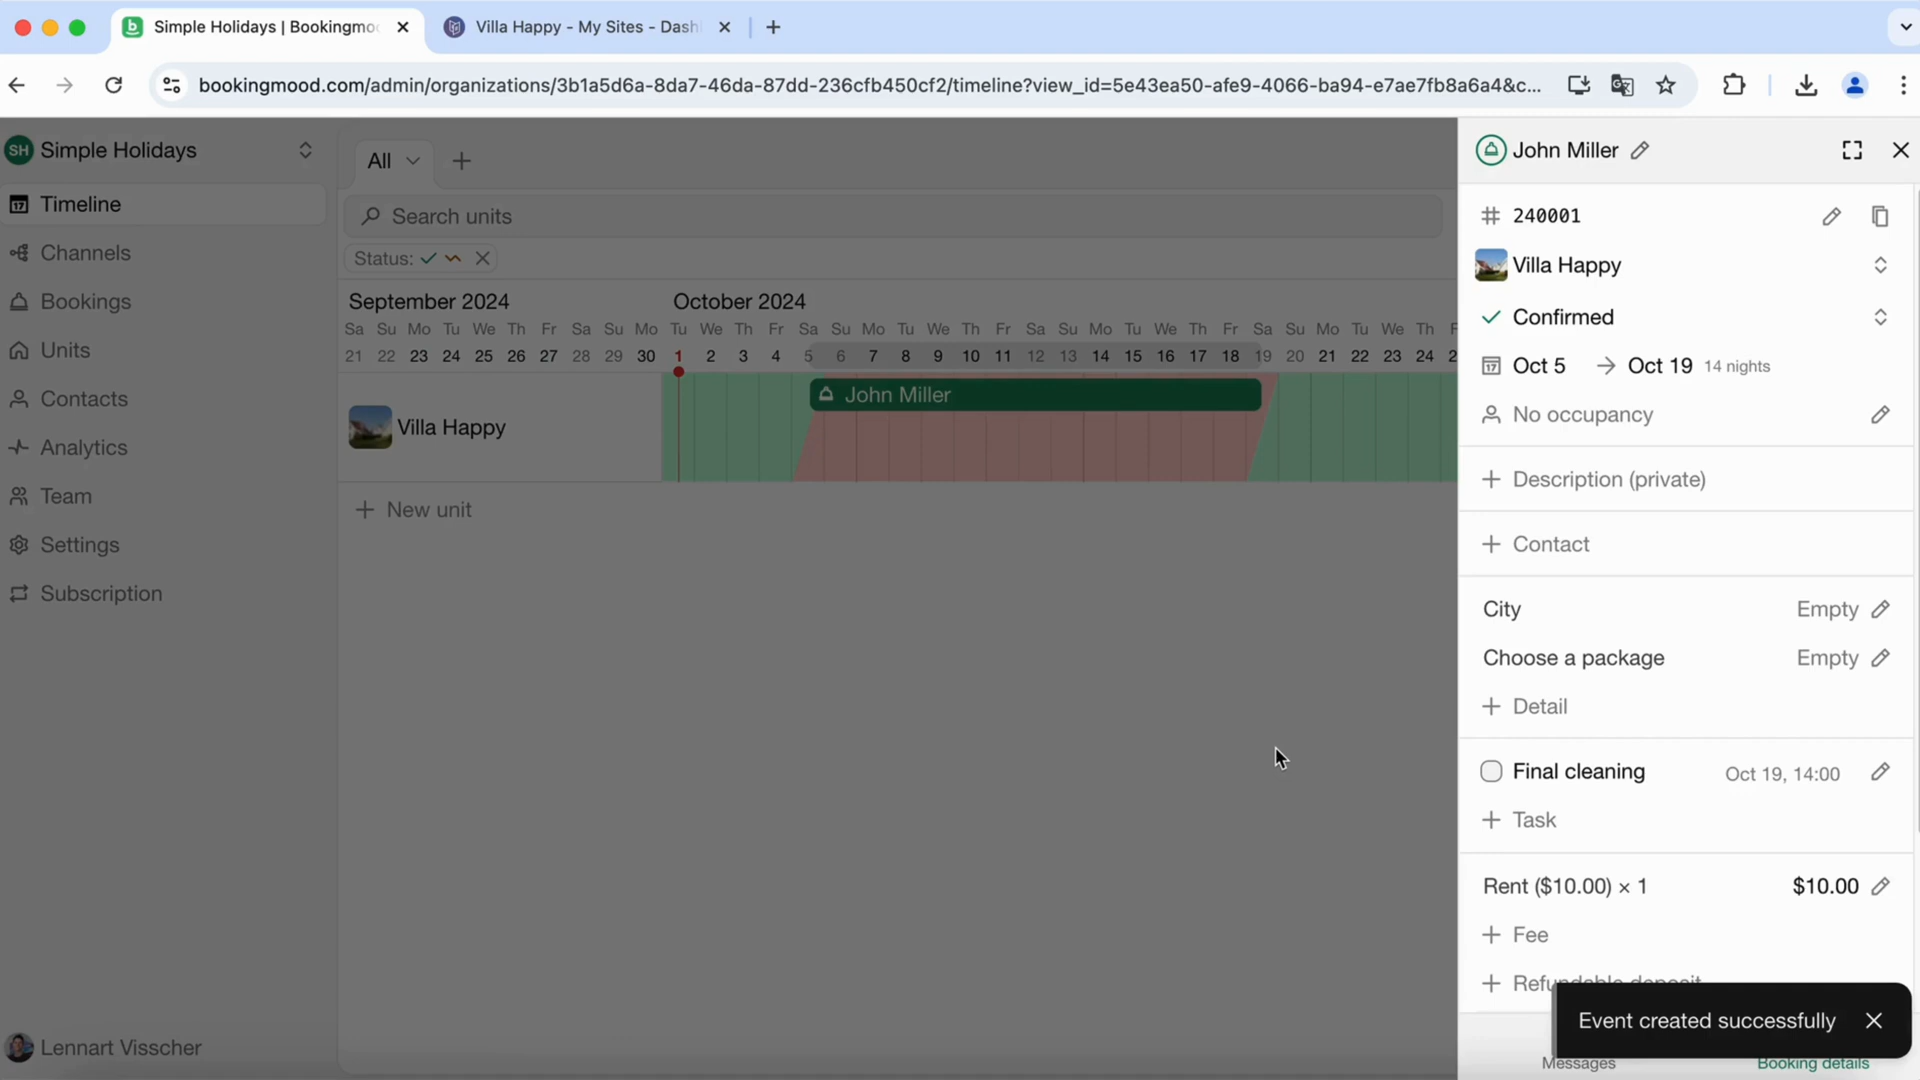 Simple Holidays | Bookingmo
Villa Happy - My Sites - Dash
bookingmood.com/admin/organizations/3b1a5d6a-8da7-46da-87dd-236cfb450cf2/timeline?view_id=5e43ea50-afe9-4066-ba94-e7ae7fb8a6a4&c...
SH Simple Holidays
Timeline
Channels
Bookings
Units
Contacts
Analytics
Team
Settings
Subscription
Lennart Visscher
All
Search units
Status:
September 2024 October 2024
Sa Su Mo Tu We Th Fr Sa Su Mo Tu We Th Fr Sa Su Mo Tu We Th Fr Sa Su Mo Tu We Th Fr Sa Su Mo Tu We Th F
21 22 23 24 25 26 27 28 29 30 1 2 3 4 5 6 7 8 9 10 11 12 13 14 15 16 17 18 19 20 21 22 23 24 2
John Miller
Villa Happy
New unit
John Miller
# 240001
Villa Happy
Confirmed
Oct 5 → Oct 19 14 nights
No occupancy
+ Description (private)
+ Contact
City Empty
Choose a package Empty
+ Detail
Final cleaning Oct 19, 14:00
+ Task
Rent ($10.00) × 1 $10.00
+ Fee
+ Refundable deposit
Event created successfully
Messages Booking details